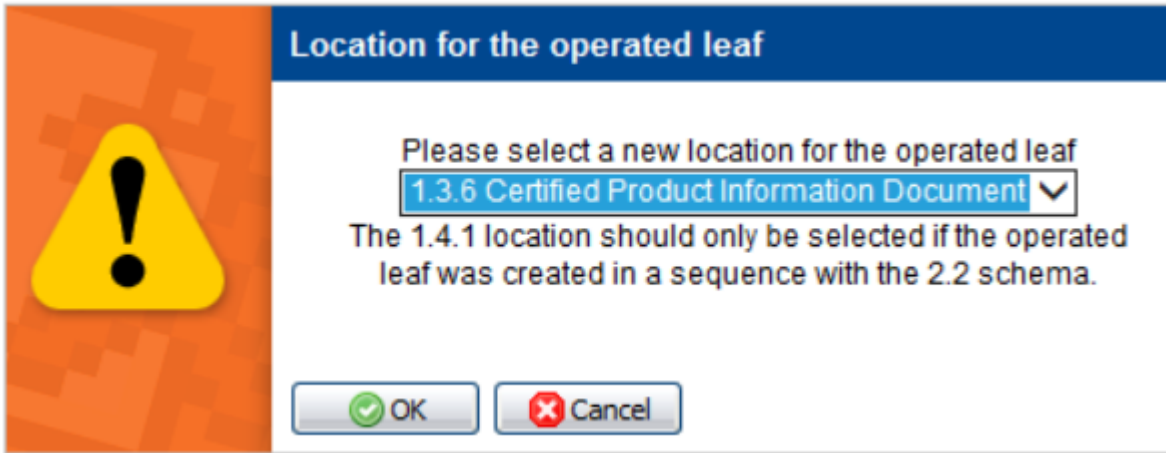 Location for the operated leaf
Please select a new location for the operated leaf
1.3.6 Certified Product Information Document
The 1.4.1 location should only be selected if the operated
leaf was created in a sequence with the 2.2 schema.
OK
Cancel